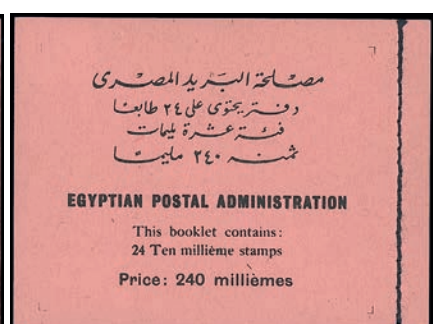 مصلحة البريد المصرى
دفتر يحتوى على ٢٤ طابعا
فئة عشرة مليمات
ثمنه ٢٤٠ مليما
EGYPTIAN POSTAL ADMINISTRATION
This booklet contains:
24 Ten millième stamps
Price: 240 millièmes